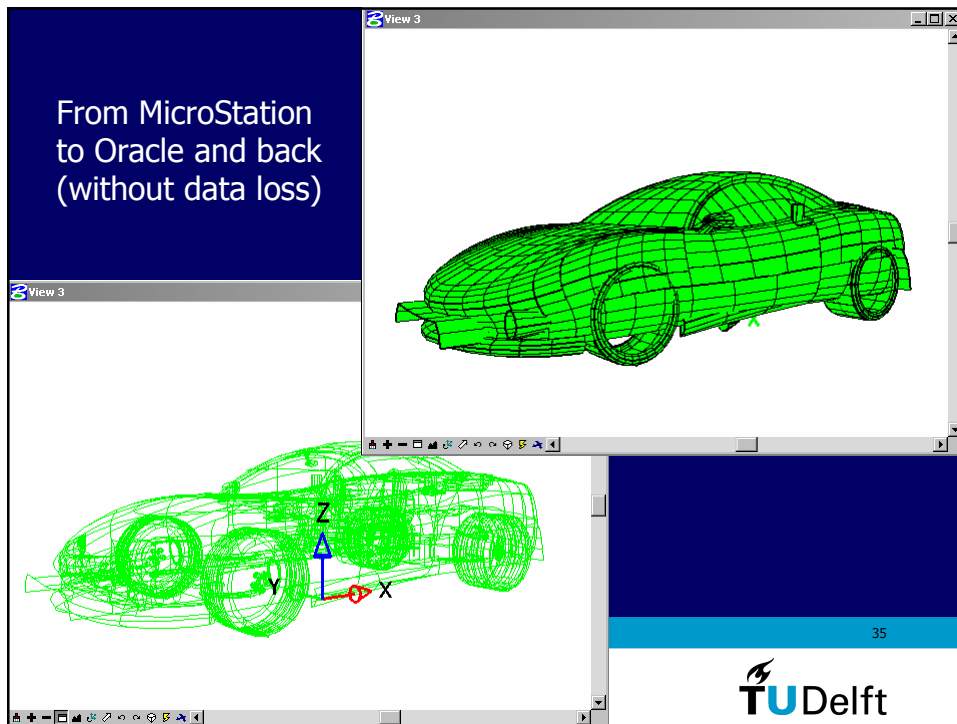 View 3
From MicroStation
to Oracle and back
(without data loss)
View 3
Z
Y
X
35
TUDelft